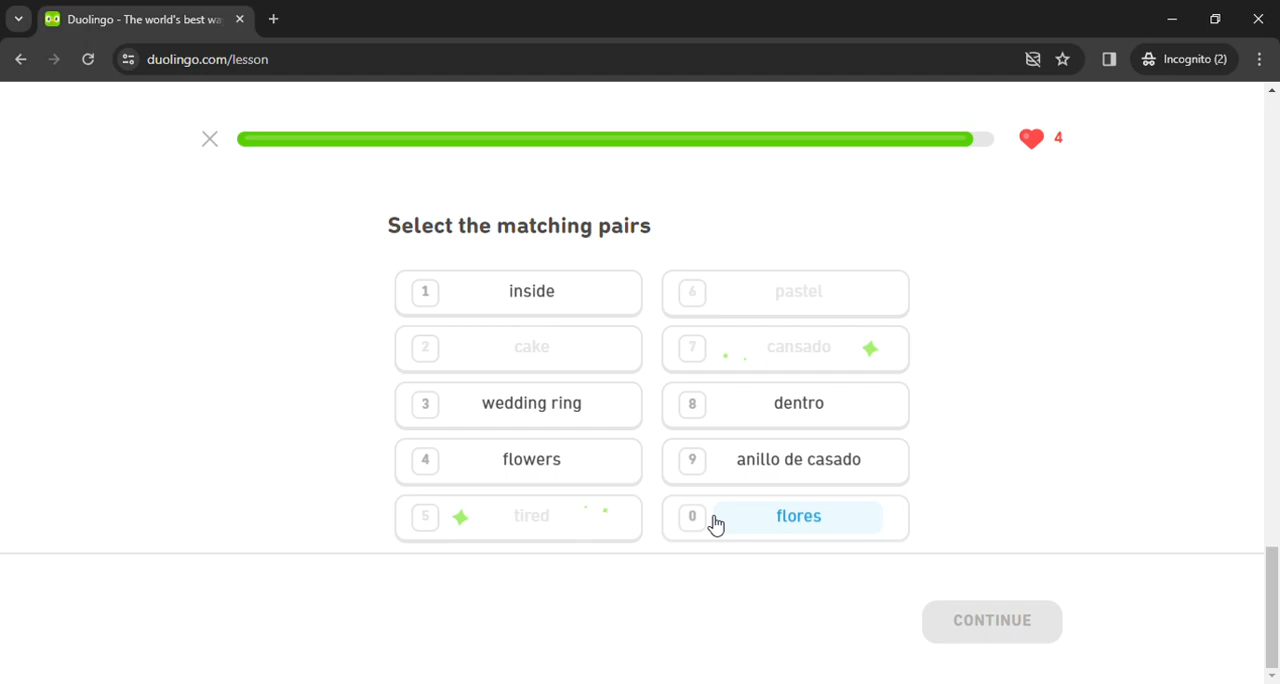 Duolingo - The world's best wa
duolingo.com/lesson
Incognito (2)
4
Select the matching pairs
1 inside
6 pastel
2 cake
7 cansado
3 wedding ring
8 dentro
4 flowers
9 anillo de casado
5 tired
0 flores
CONTINUE